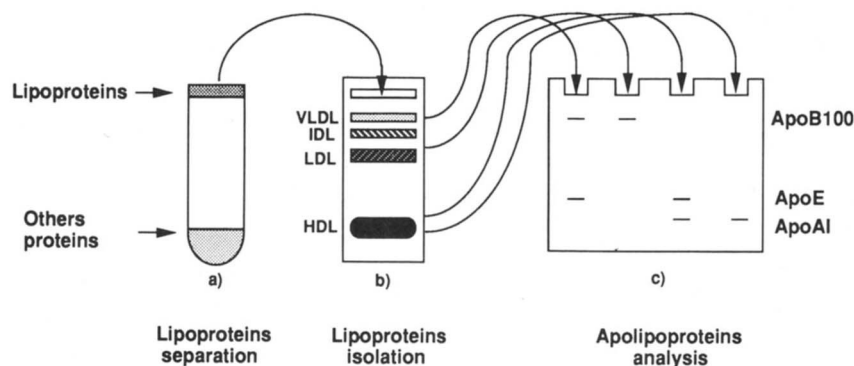 Lipoproteins
Others
proteins
a)
VLDL
IDL
LDL
HDL
b)
ApoB100
ApoE
ApoAI
c)
Lipoproteins
separation
Lipoproteins
isolation
Apolipoproteins
analysis